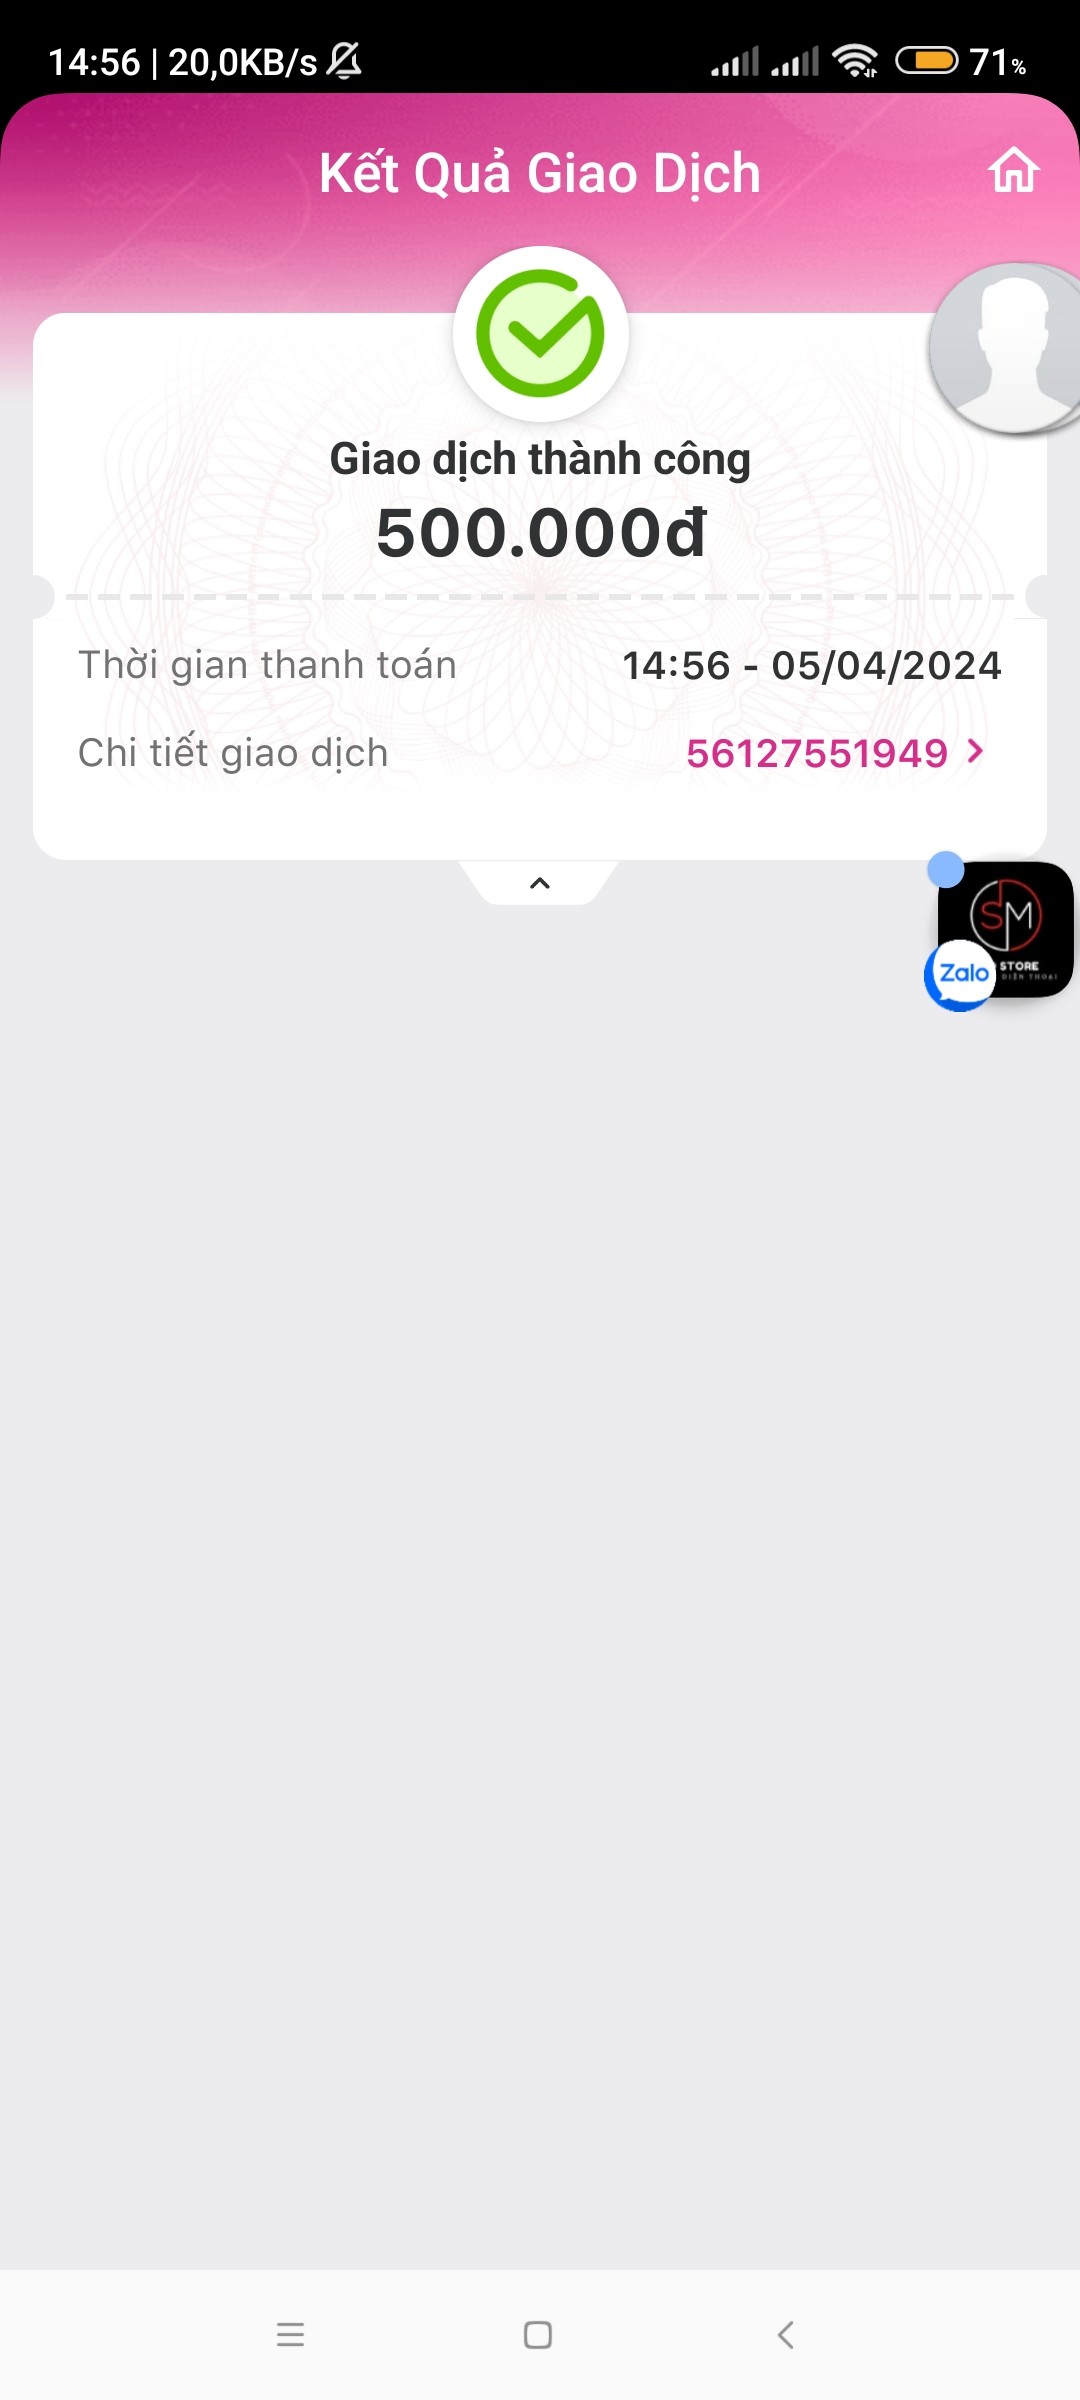 14:56 | 20,0KB/s
71%
Kết Quả Giao Dịch
Giao dịch thành công
500.000đ
Thời gian thanh toán 14:56 - 05/04/2024
Chi tiết giao dịch 56127551949
SM
STORE
ĐIỆN THOẠI
Zalo